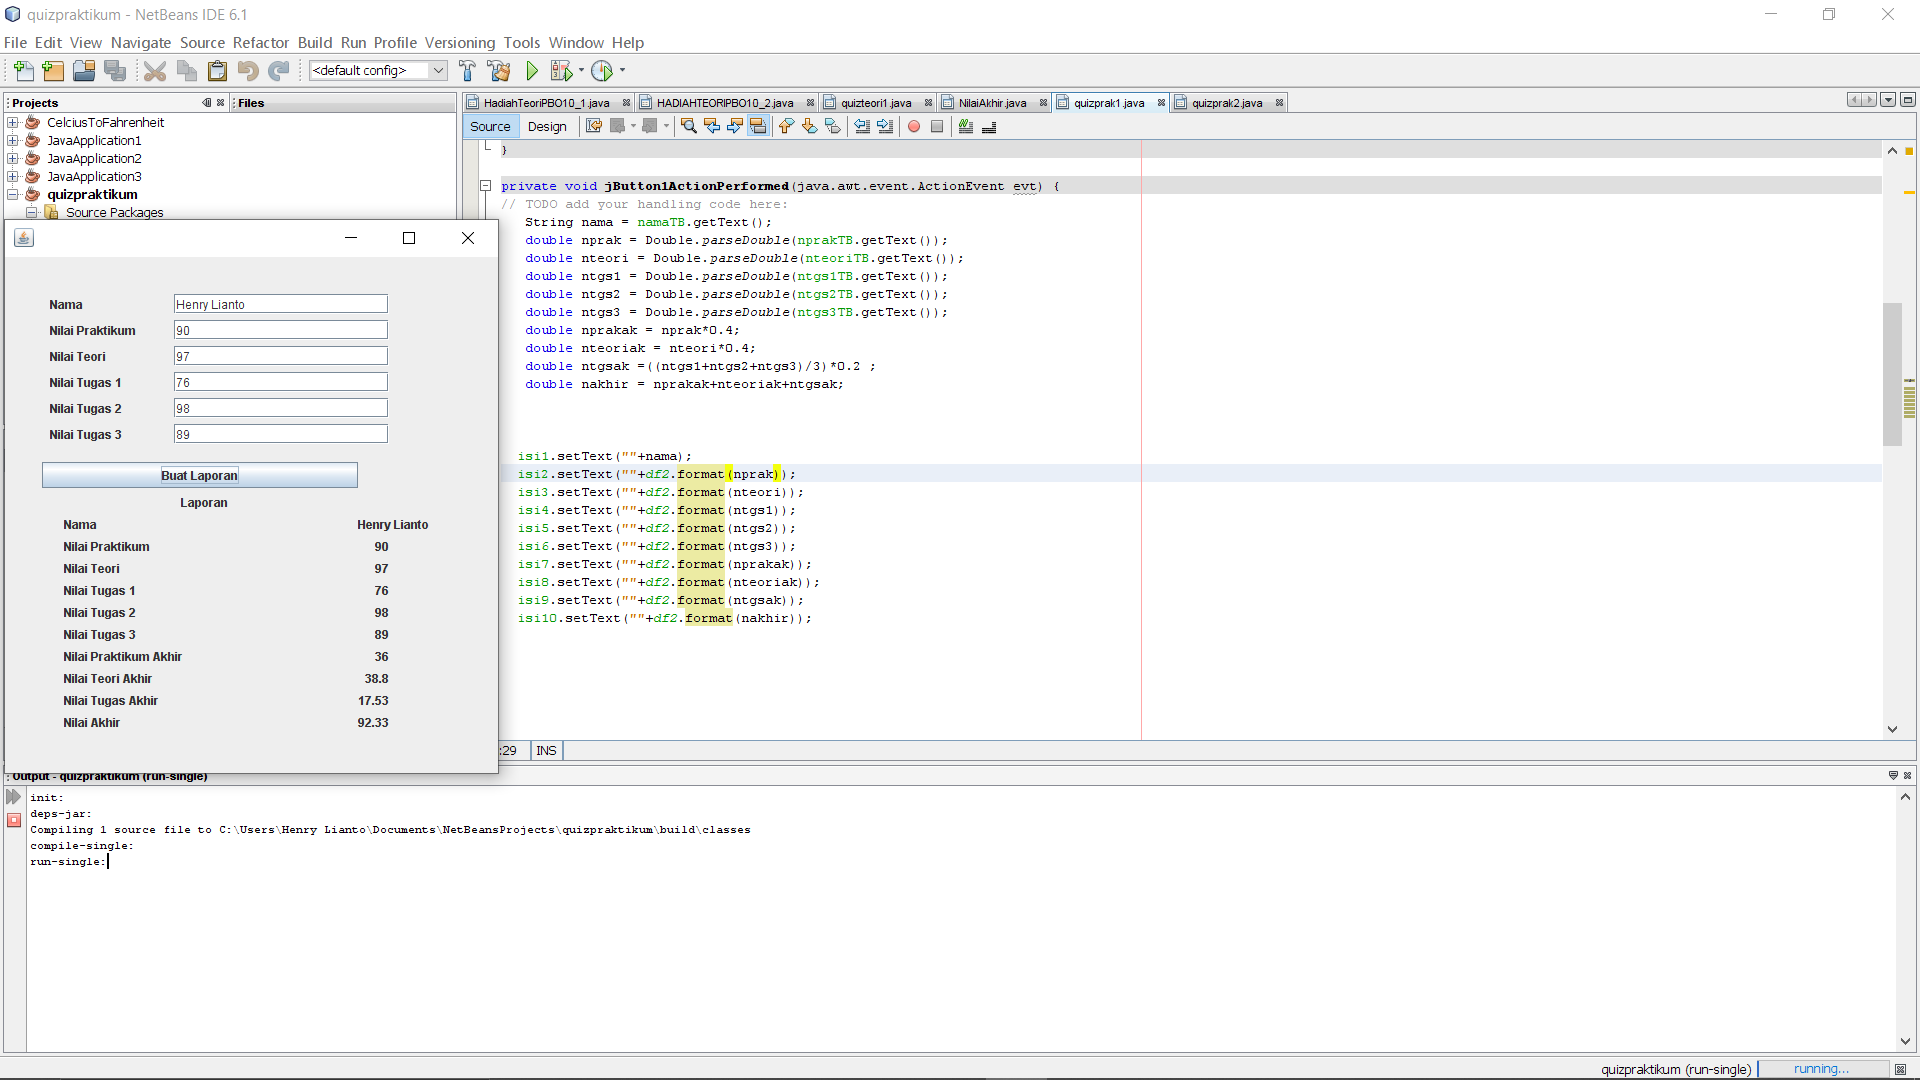 quizpraktikum - NetBeans IDE 6.1
File Edit View Navigate Source Refactor Build Run Profile Versioning Tools Window Help
<default config>
Projects
Files
CelciusToFahrenheit
JavaApplication1
JavaApplication2
JavaApplication3
quizpraktikum
Source Packages
HadiahTeoriPBO10_1.java
HADIAHTEORIPBO10_2.java
quizteori1.java
NilaiAkhir.java
quizprak1.java
quizprak2.java
Source Design
}
private void jButton1ActionPerformed(java.awt.event.ActionEvent evt) {
// TODO add your handling code here:
String nama = namaTB.getText();
double nprak = Double.parseDouble(nprakTB.getText());
double nteori = Double.parseDouble(nteoriTB.getText());
double ntgs1 = Double.parseDouble(ntgs1TB.getText());
double ntgs2 = Double.parseDouble(ntgs2TB.getText());
double ntgs3 = Double.parseDouble(ntgs3TB.getText());
double nprakak = nprak*0.4;
double nteoriak = nteori*0.4;
double ntgsak =((ntgs1+ntgs2+ntgs3)/3)*0.2 ;
double nakhir = nprakak+nteoriak+ntgsak;
isi1.setText(""+nama);
isi2.setText(""+df2.format(nprak));
isi3.setText(""+df2.format(nteori));
isi4.setText(""+df2.format(ntgs1));
isi5.setText(""+df2.format(ntgs2));
isi6.setText(""+df2.format(ntgs3));
isi7.setText(""+df2.format(nprakak));
isi8.setText(""+df2.format(nteoriak));
isi9.setText(""+df2.format(ntgsak));
isi10.setText(""+df2.format(nakhir));
:29 INS
Nama Henry Lianto
Nilai Praktikum 90
Nilai Teori 97
Nilai Tugas 1 76
Nilai Tugas 2 98
Nilai Tugas 3 89
Buat Laporan
Laporan
Nama Henry Lianto
Nilai Praktikum 90
Nilai Teori 97
Nilai Tugas 1 76
Nilai Tugas 2 98
Nilai Tugas 3 89
Nilai Praktikum Akhir 36
Nilai Teori Akhir 38.8
Nilai Tugas Akhir 17.53
Nilai Akhir 92.33
Output - quizpraktikum (run-single)
init:
deps-jar:
Compiling 1 source file to C:\Users\Henry Lianto\Documents\NetBeansProjects\quizpraktikum\build\classes
compile-single:
run-single:
quizpraktikum (run-single) running...